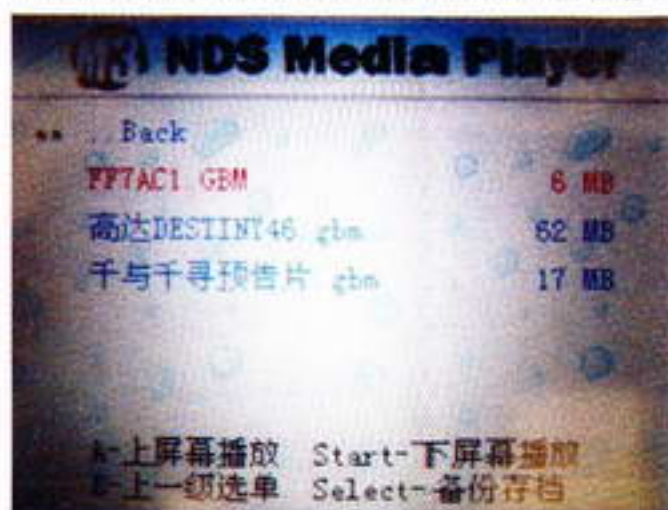 NDS Media Player
..Back
FF7AC1.GBM 6 MB
高达DESTINY46.gbm 62 MB
千与千寻预告片.gbm 17 MB
A-上屏幕播放 Start-下屏幕播放
B-上一级选单 Select-备份存档